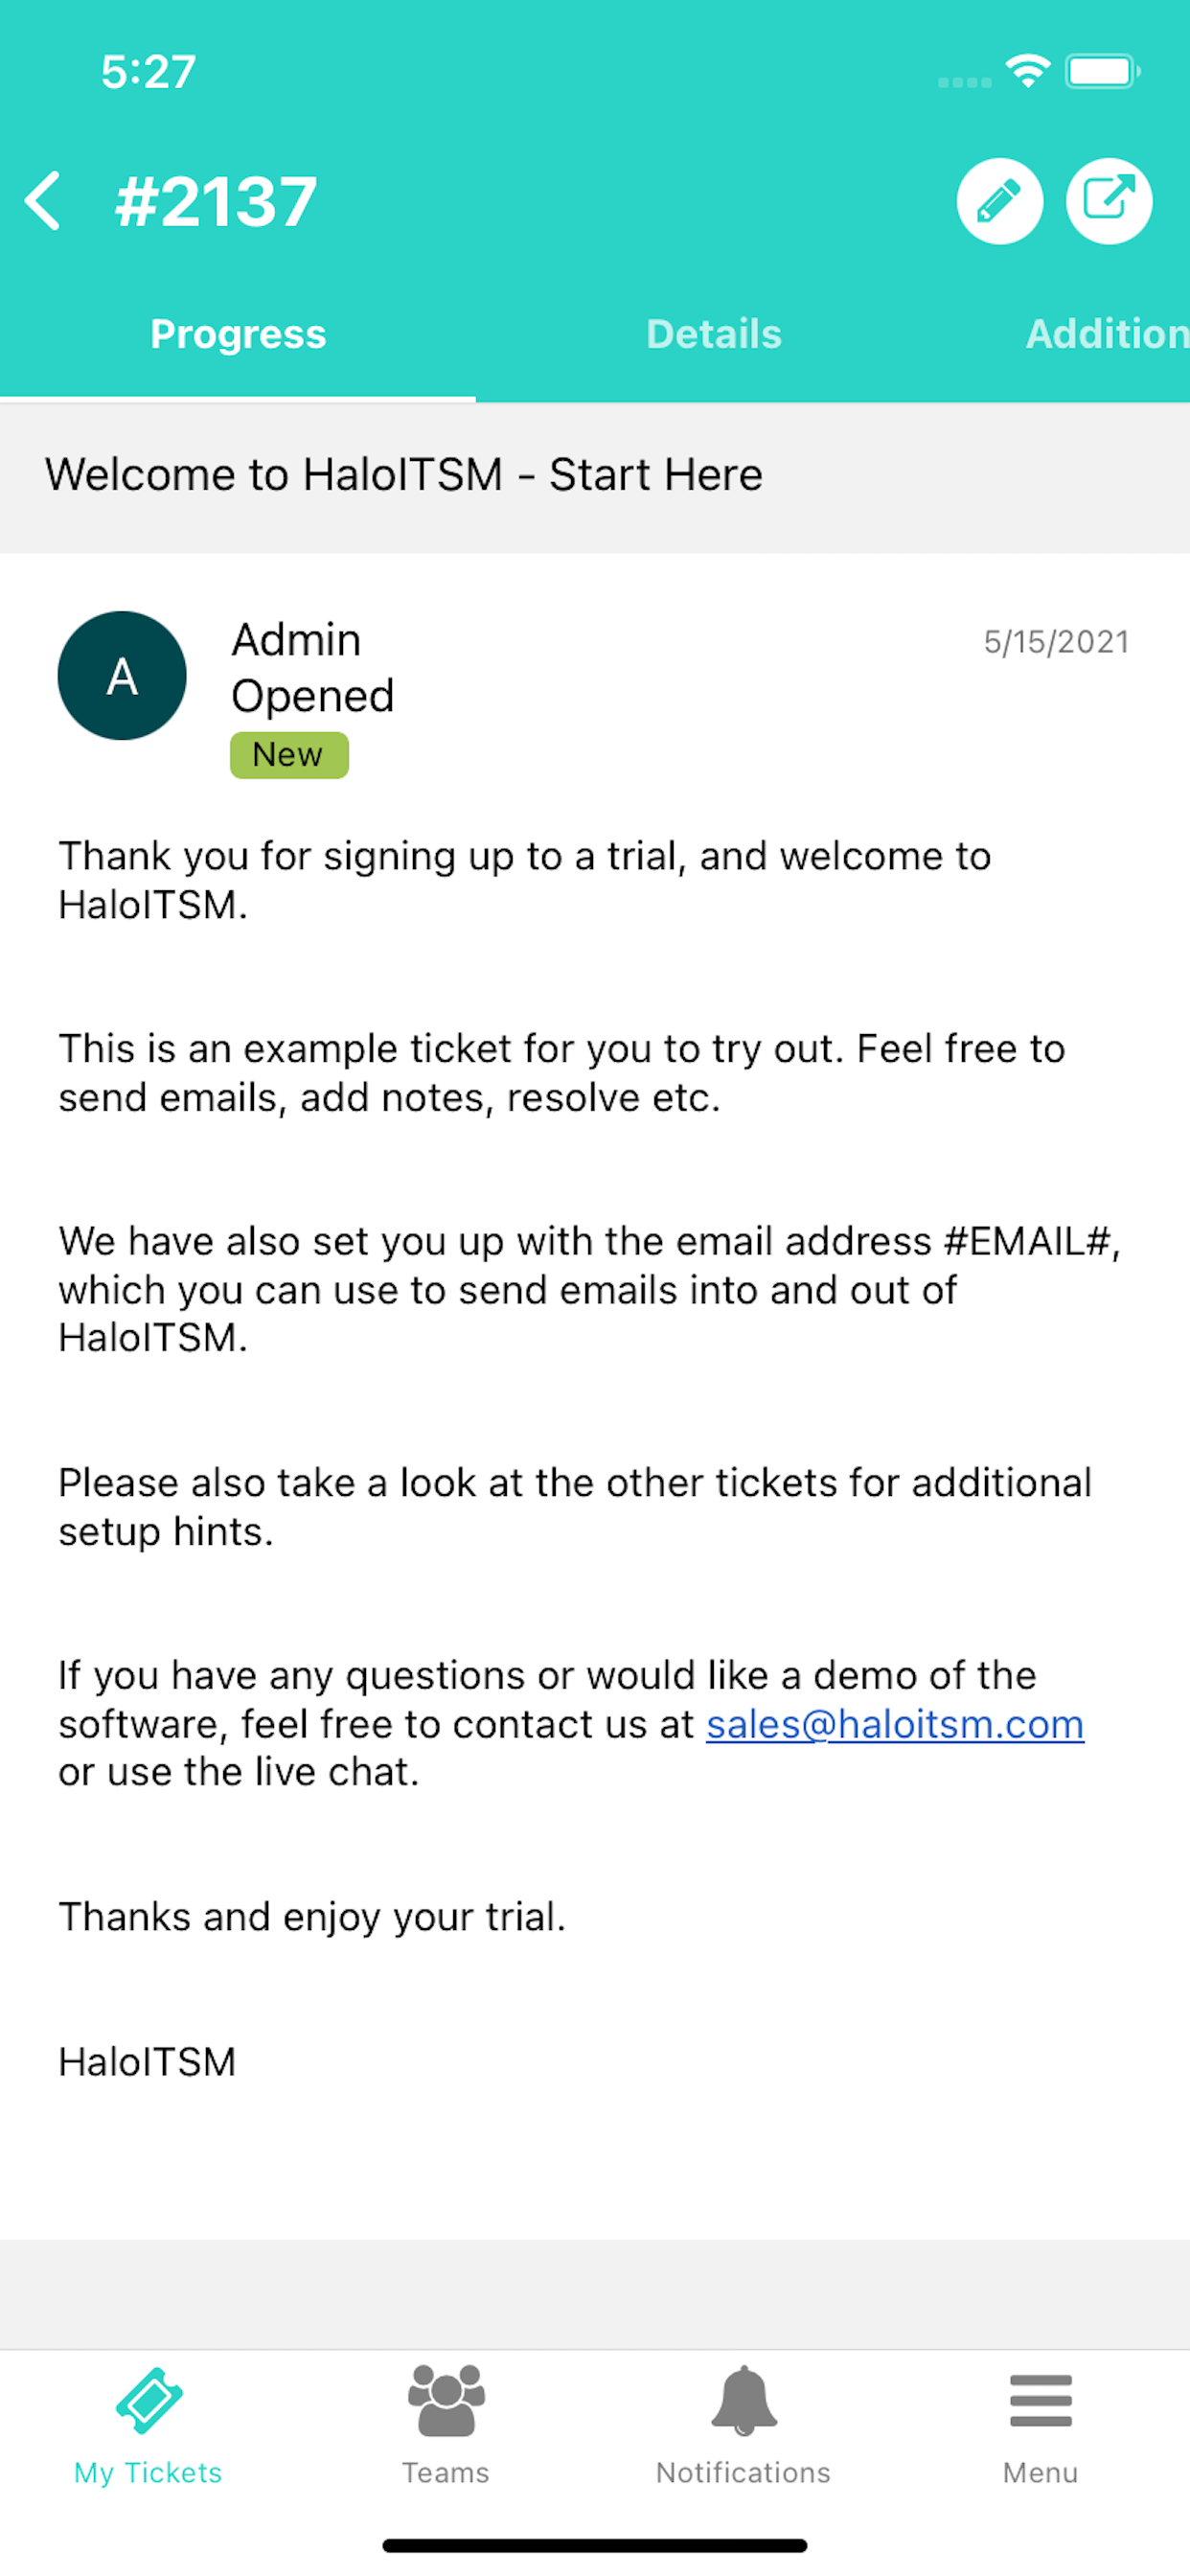 5:27
#2137
Progress
Details
Addition
Welcome to HaloITSM - Start Here
A
Admin
5/15/2021
Opened
New
Thank you for signing up to a trial, and welcome to
HaloITSM.
This is an example ticket for you to try out. Feel free to
send emails, add notes, resolve etc.
We have also set you up with the email address #EMAIL#,
which you can use to send emails into and out of
HaloITSM.
Please also take a look at the other tickets for additional
setup hints.
If you have any questions or would like a demo of the
software, feel free to contact us at sales@haloitsm.com
or use the live chat.
Thanks and enjoy your trial.
HaloITSM
My Tickets
Teams
Notifications
Menu